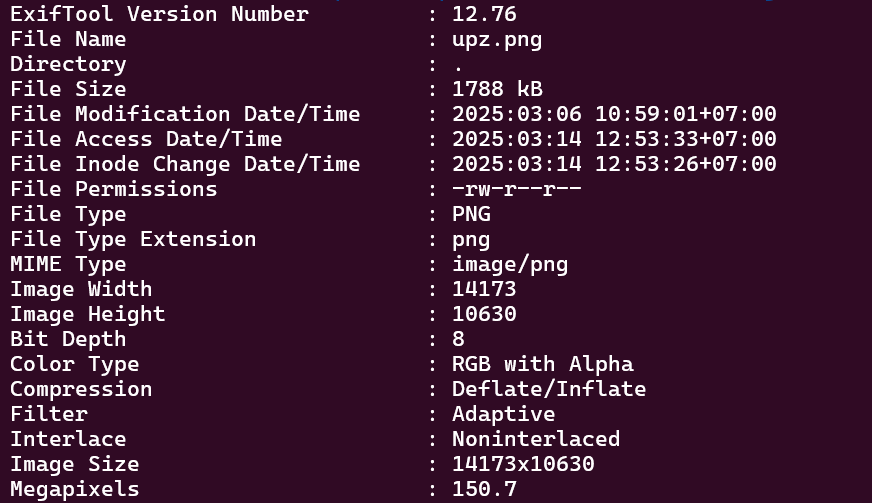 ExifTool Version Number : 12.76
File Name : upz.png
Directory : .
File Size : 1788 kB
File Modification Date/Time : 2025:03:06 10:59:01+07:00
File Access Date/Time : 2025:03:14 12:53:33+07:00
File Inode Change Date/Time : 2025:03:14 12:53:26+07:00
File Permissions : -rw-r--r--
File Type : PNG
File Type Extension : png
MIME Type : image/png
Image Width : 14173
Image Height : 10630
Bit Depth : 8
Color Type : RGB with Alpha
Compression : Deflate/Inflate
Filter : Adaptive
Interlace : Noninterlaced
Image Size : 14173x10630
Megapixels : 150.7